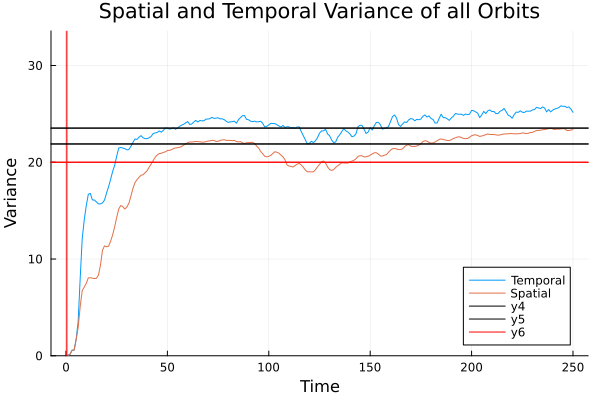 Spatial and Temporal Variance of all Orbits
Variance
30
20
10
0
0 50 100 150 200 250
Time
Temporal
Spatial
y4
y5
y6